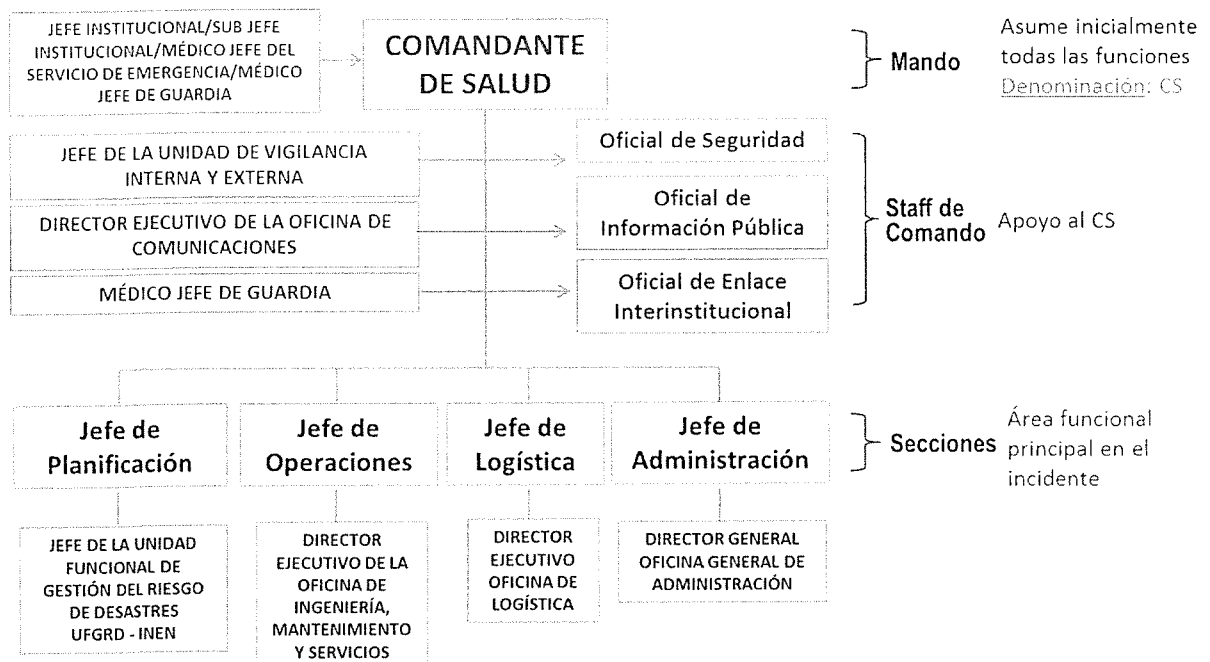 JEFE INSTITUCIONAL/SUB JEFE
INSTITUCIONAL/MÉDICO JEFE DEL
SERVICIO DE EMERGENCIA/MÉDICO
JEFE DE GUARDIA
COMANDANTE
DE SALUD
Mando
Asume inicialmente
todas las funciones
Denominación: CS
JEFE DE LA UNIDAD DE VIGILANCIA
INTERNA Y EXTERNA
Oficial de Seguridad
DIRECTOR EJECUTIVO DE LA OFICINA DE
COMUNICACIONES
Oficial de
Información Pública
MÉDICO JEFE DE GUARDIA
Oficial de Enlace
Interinstitucional
Staff de
Comando
Apoyo al CS
Jefe de
Planificación
Jefe de
Operaciones
Jefe de
Logística
Jefe de
Administración
Secciones
Área funcional
principal en el
incidente
JEFE DE LA UNIDAD
FUNCIONAL DE
GESTIÓN DEL RIESGO
DE DESASTRES
UFGRD - INEN
DIRECTOR
EJECUTIVO DE LA
OFICINA DE
INGENIERÍA,
MANTENIMIENTO
Y SERVICIOS
DIRECTOR
EJECUTIVO
OFICINA DE
LOGÍSTICA
DIRECTOR GENERAL
OFICINA GENERAL DE
ADMINISTRACIÓN